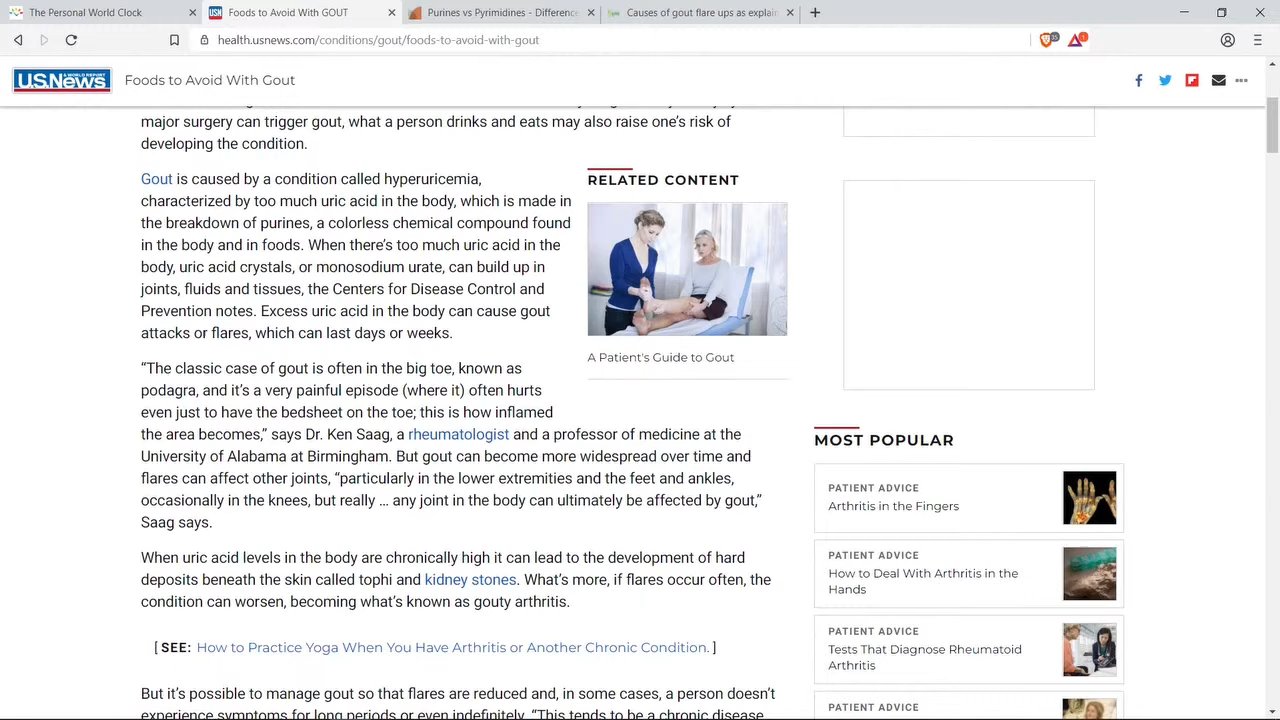 The Personal World Clock
Foods to Avoid With GOUT
Purines vs Pyrimidines - Difference
Causes of gout flare ups as explain
health.usnews.com/conditions/gout/foods-to-avoid-with-gout
35
1
U.S.News
& WORLD REPORT
Foods to Avoid With Gout
major surgery can trigger gout, what a person drinks and eats may also raise one's risk of
developing the condition.
Gout is caused by a condition called hyperuricemia,
characterized by too much uric acid in the body, which is made in
the breakdown of purines, a colorless chemical compound found
in the body and in foods. When there's too much uric acid in the
body, uric acid crystals, or monosodium urate, can build up in
joints, fluids and tissues, the Centers for Disease Control and
Prevention notes. Excess uric acid in the body can cause gout
attacks or flares, which can last days or weeks.
RELATED CONTENT
A Patient's Guide to Gout
“The classic case of gout is often in the big toe, known as
podagra, and it's a very painful episode (where it) often hurts
even just to have the bedsheet on the toe; this is how inflamed
the area becomes,” says Dr. Ken Saag, a rheumatologist and a professor of medicine at the
University of Alabama at Birmingham. But gout can become more widespread over time and
flares can affect other joints, “particularly in the lower extremities and the feet and ankles,
occasionally in the knees, but really … any joint in the body can ultimately be affected by gout,”
Saag says.
When uric acid levels in the body are chronically high it can lead to the development of hard
deposits beneath the skin called tophi and kidney stones. What's more, if flares occur often, the
condition can worsen, becoming what's known as gouty arthritis.
[ SEE: How to Practice Yoga When You Have Arthritis or Another Chronic Condition. ]
But it's possible to manage gout so that flares are reduced and, in some cases, a person doesn't
experience symptoms for long periods or even indefinitely. “This tends to be a chronic disease
MOST POPULAR
PATIENT ADVICE
Arthritis in the Fingers
PATIENT ADVICE
How to Deal With Arthritis in the
Hands
PATIENT ADVICE
Tests That Diagnose Rheumatoid
Arthritis
PATIENT ADVICE